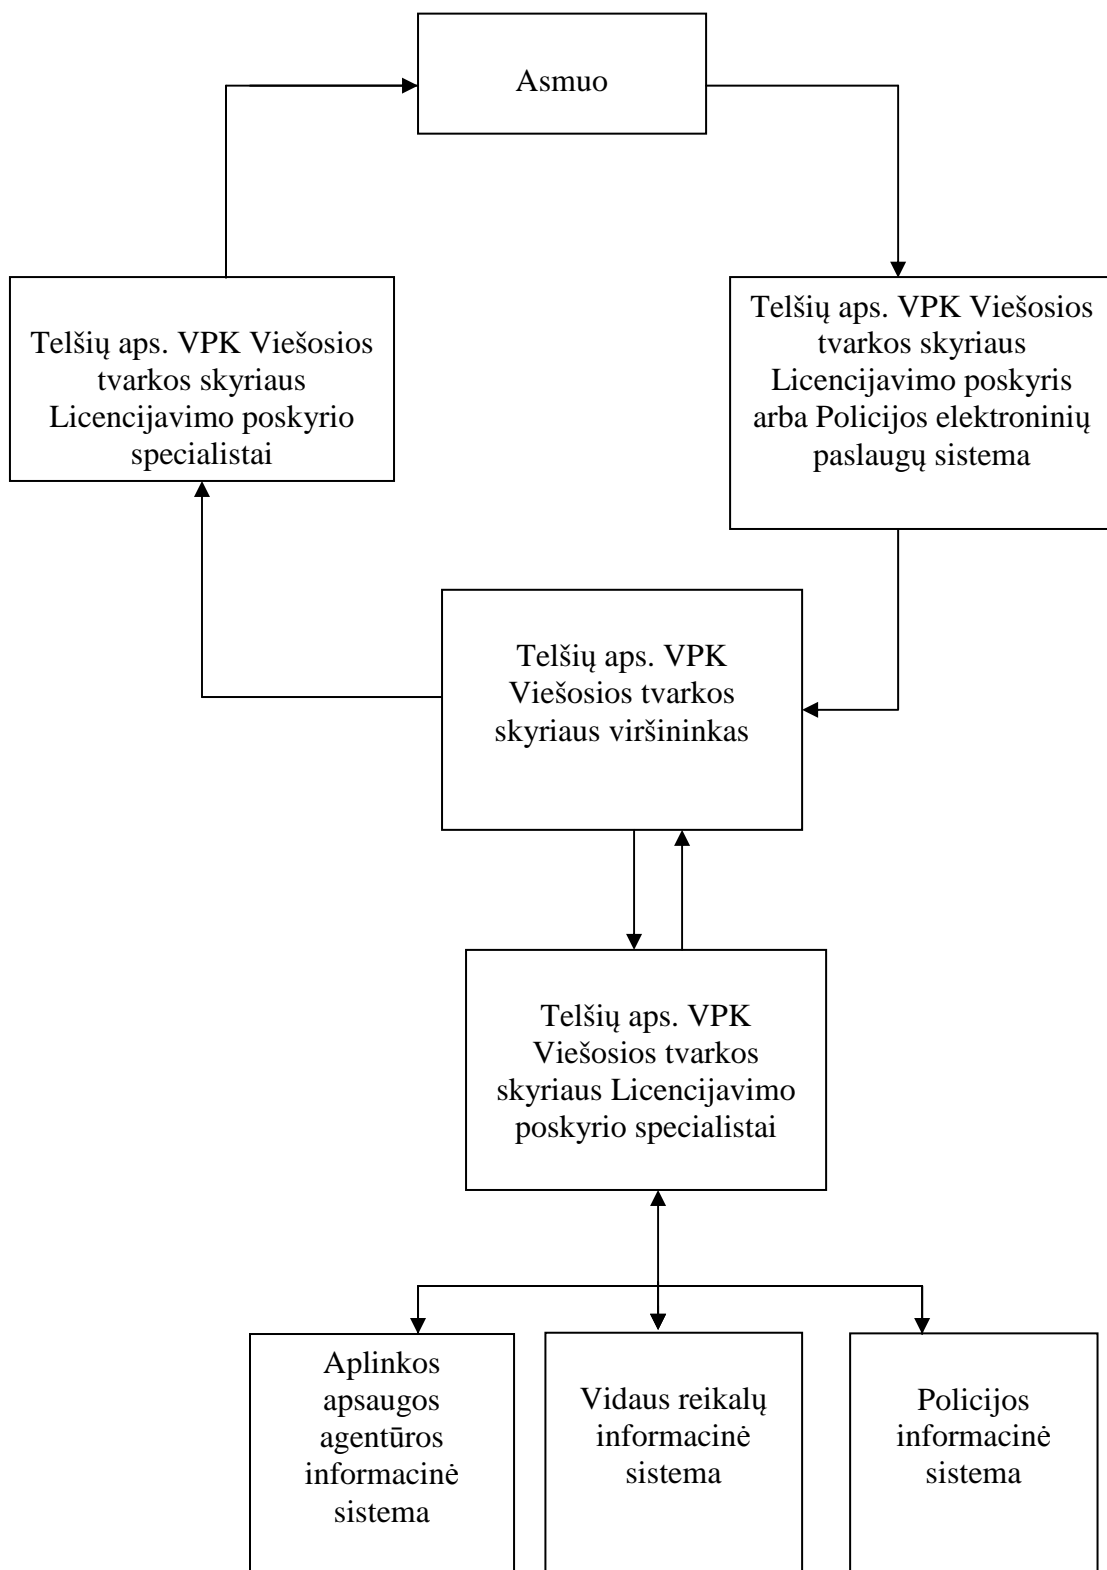 Asmuo
Telšių aps. VPK Viešosios
tvarkos skyriaus
Licencijavimo poskyrio
specialistai
Telšių aps. VPK Viešosios
tvarkos skyriaus
Licencijavimo poskyris
arba Policijos elektroninių
paslaugų sistema
Telšių aps. VPK
Viešosios tvarkos
skyriaus viršininkas
Telšių aps. VPK
Viešosios tvarkos
skyriaus Licencijavimo
poskyrio specialistai
Aplinkos
apsaugos
agentūros
informacinė
sistema
Vidaus reikalų
informacinė
sistema
Policijos
informacinė
sistema